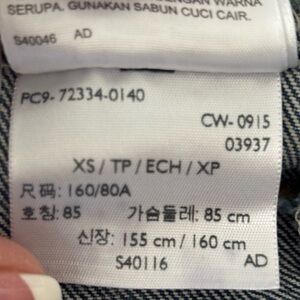 DENGAN WARNA
SERUPA. GUNAKAN SABUN CUCI CAIR.
S40046 AD
PC9-72334-0140
CW-0915
03937
XS / TP / ECH / XP
尺码: 160/80A
호칭: 85 가슴둘레: 85 cm
신장: 155 cm / 160 cm
S40116 AD